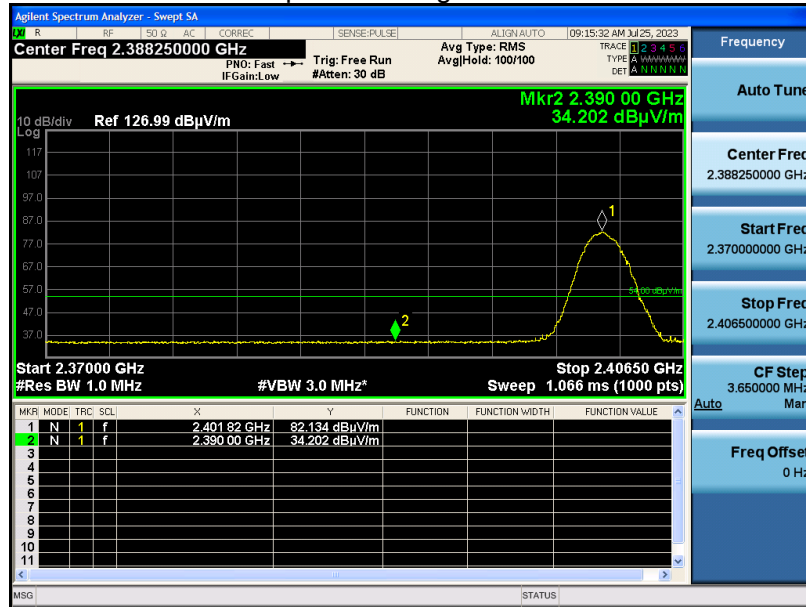 Agilent Spectrum Analyzer - Swept SA
LXI R RF 50 Ω AC CORREC SENSE:PULSE ALIGN AUTO 09:15:32 AM Jul 25, 2023
Center Freq 2.388250000 GHz
PNO: Fast
IFGain:Low
Trig: Free Run
#Atten: 30 dB
Avg Type: RMS
Avg|Hold: 100/100
TRACE 1 2 3 4 5 6
TYPE A WWWWW
DET A N N N N N
Mkr2 2.390 00 GHz
34.202 dBµV/m
10 dB/div Ref 126.99 dBµV/m
Log
117
107
97.0
87.0
77.0
67.0
57.0
47.0
37.0
1
54.00 dBµV/m
2
Start 2.37000 GHz Stop 2.40650 GHz
#Res BW 1.0 MHz #VBW 3.0 MHz* Sweep 1.066 ms (1000 pts)
MKR MODE TRC SCL X Y FUNCTION FUNCTION WIDTH FUNCTION VALUE
1 N 1 f 2.401 82 GHz 82.134 dBµV/m
2 N 1 f 2.390 00 GHz 34.202 dBµV/m
3
4
5
6
7
8
9
10
11
MSG STATUS
Frequency
Auto Tune
Center Freq
2.388250000 GHz
Start Freq
2.370000000 GHz
Stop Freq
2.406500000 GHz
CF Step
3.650000 MHz
Auto Man
Freq Offset
0 Hz